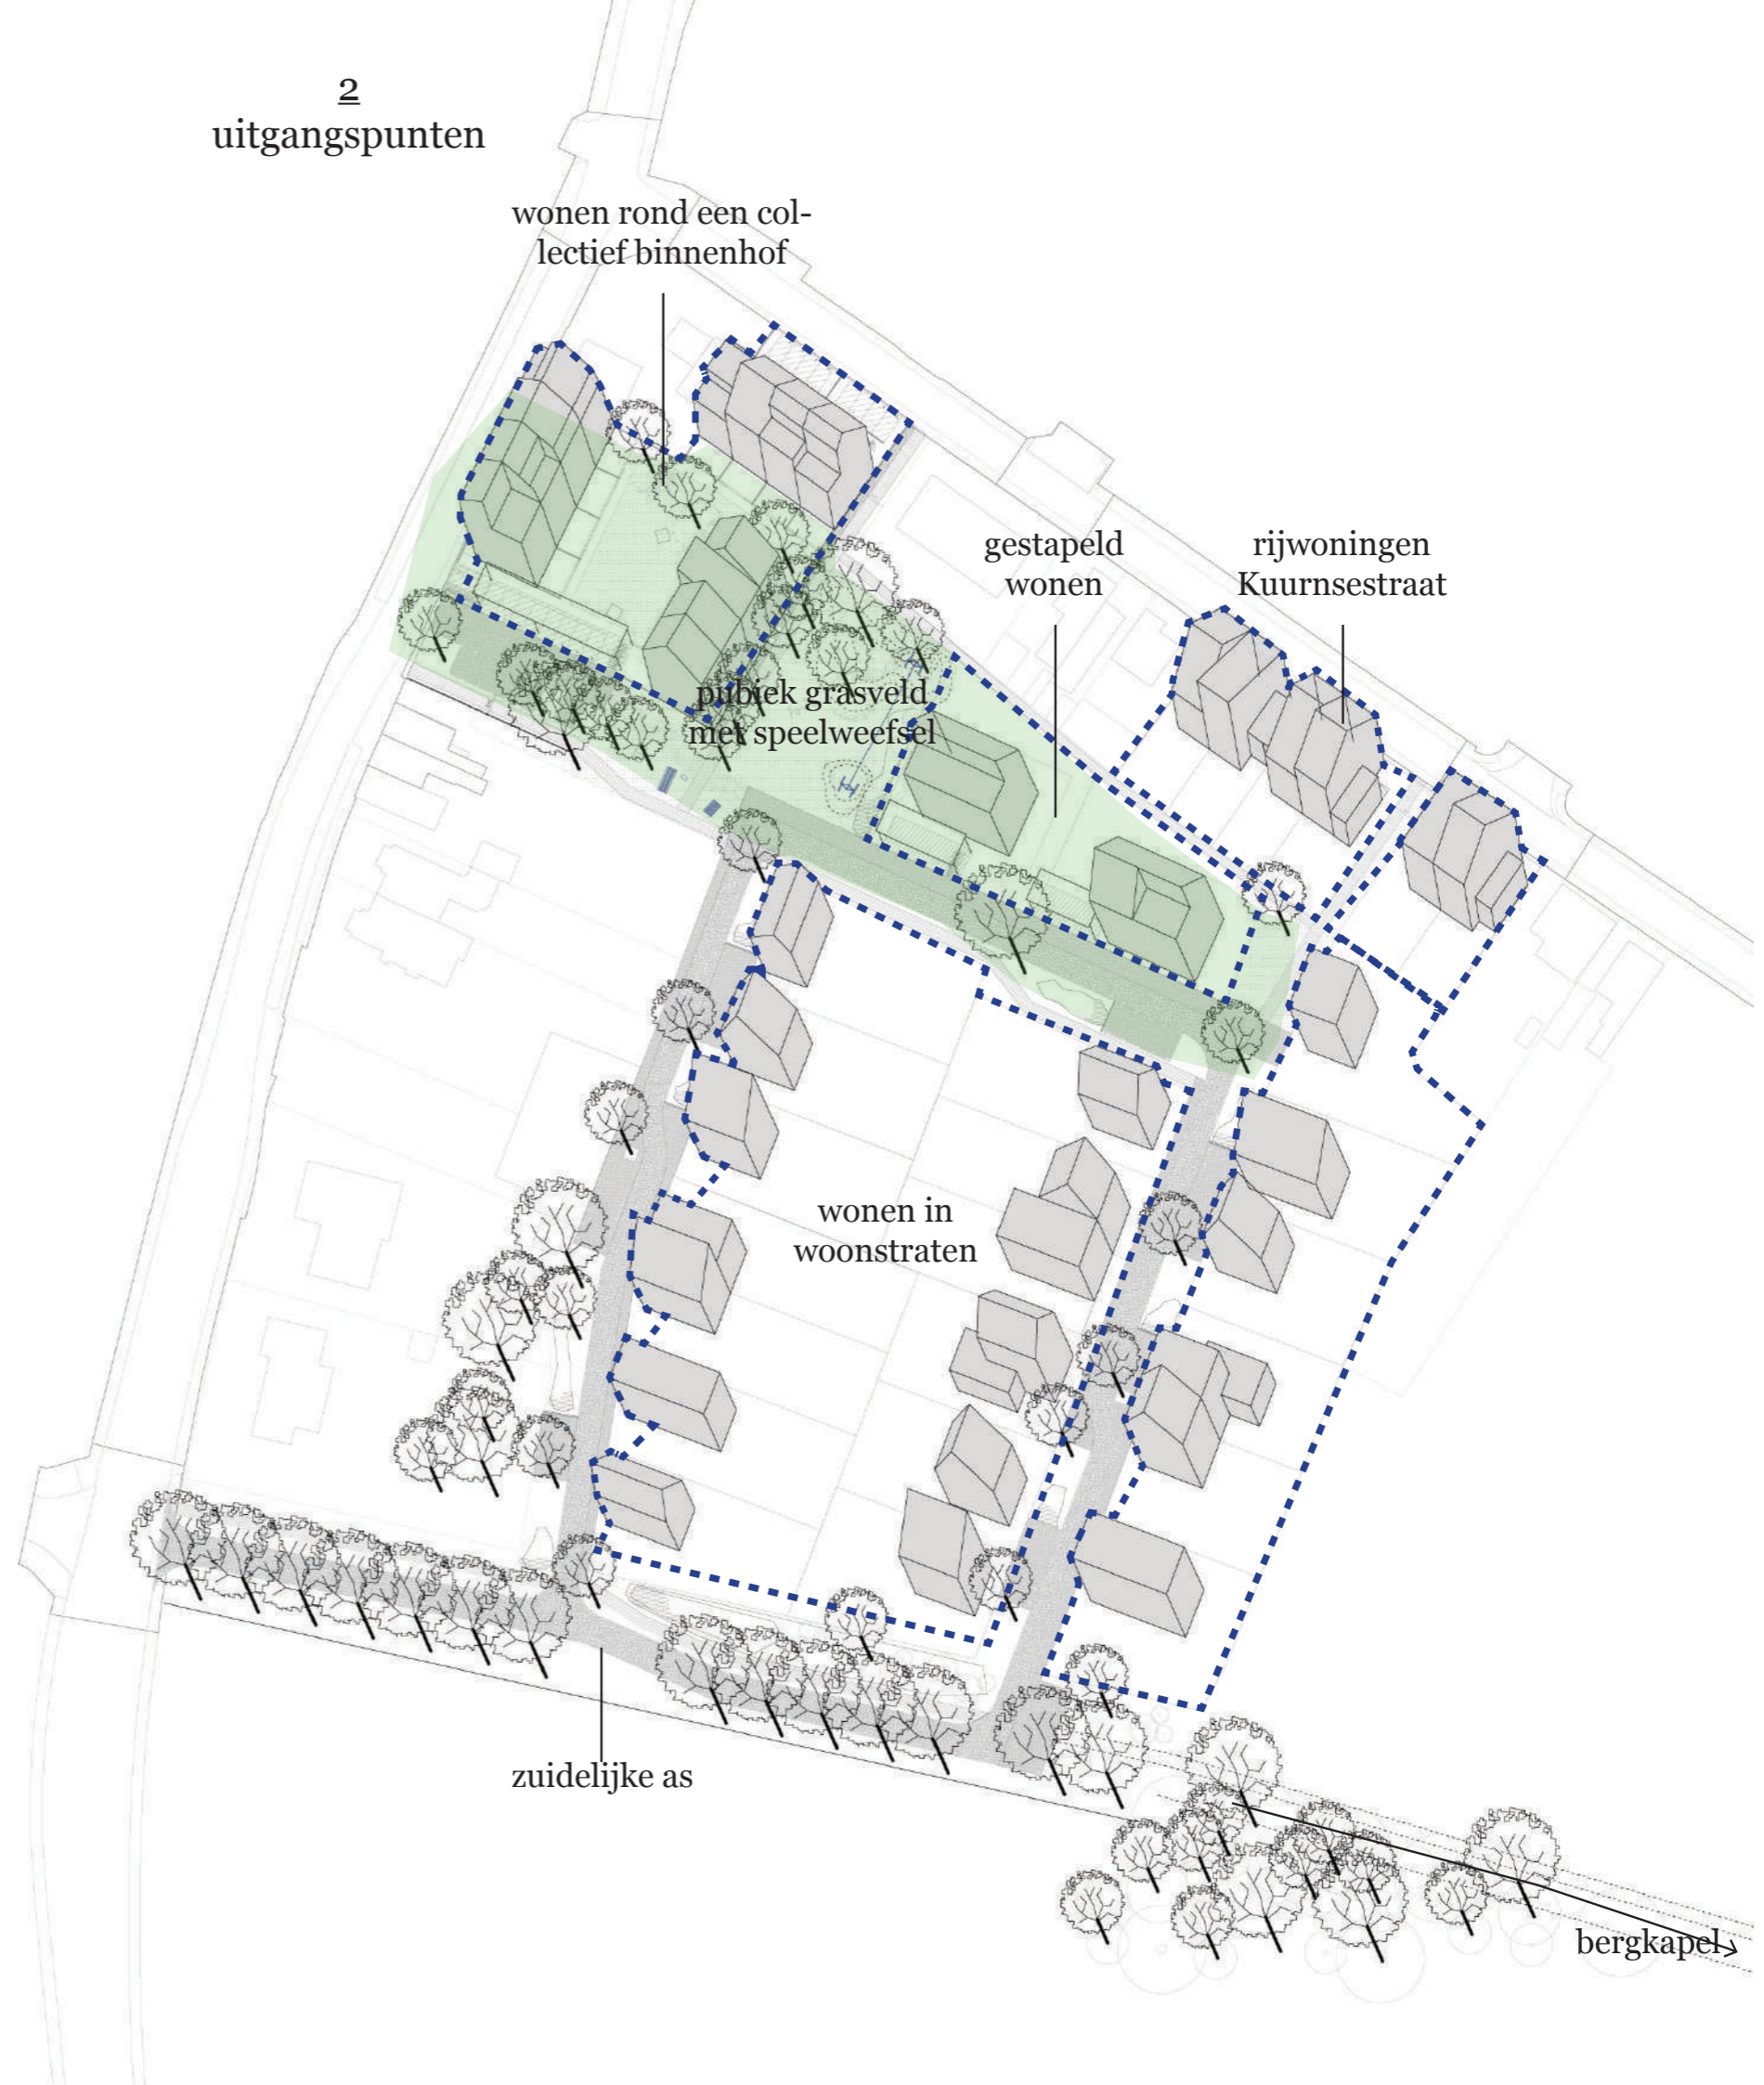 2
uitgangspunten
wonen rond een col-
lectief binnenhof
gestapeld
wonen
rijwoningen
Kuurnsestraat
pubiek grasveld
met speelweefsel
wonen in
woonstraten
zuidelijke as
bergkapel